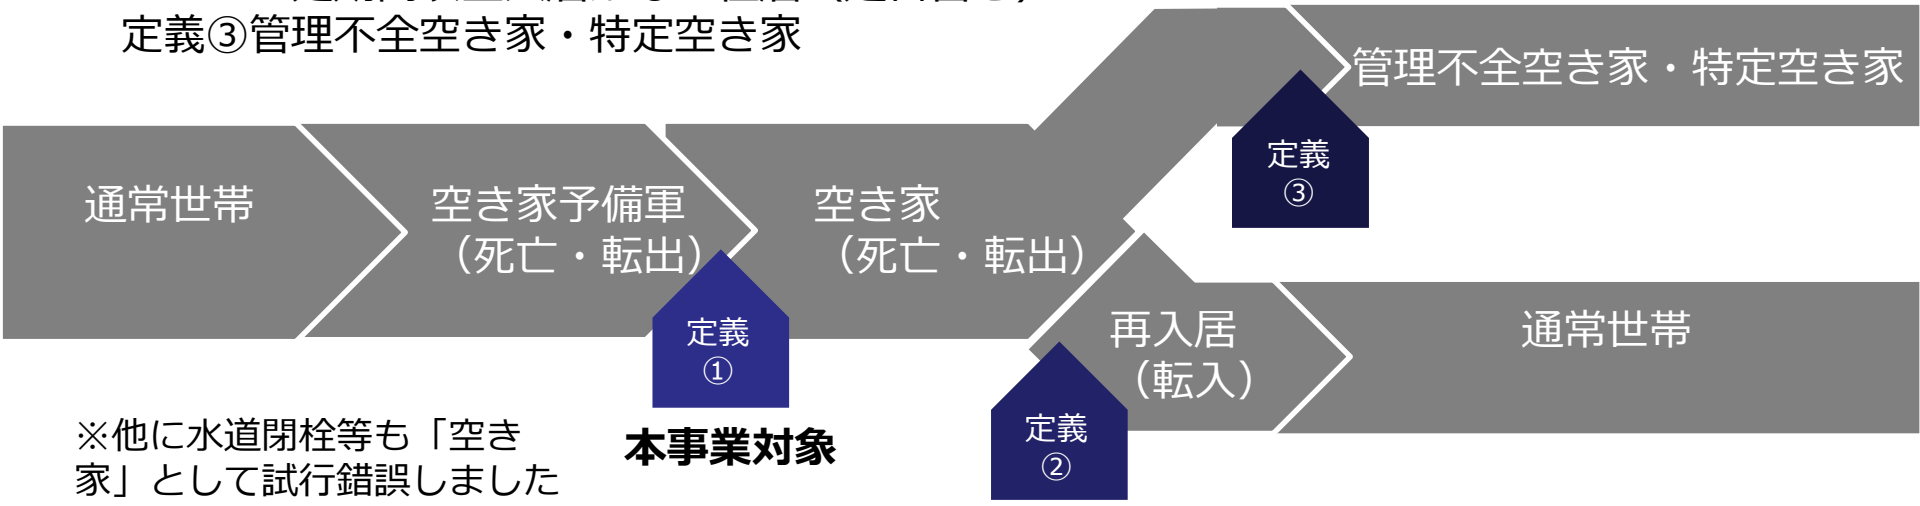 定義③管理不全空き家・特定空き家
管理不全空き家・特定空き家
定義
③
通常世帯
空き家予備軍
（死亡・転出）
空き家
（死亡・転出）
定義
①
本事業対象
再入居
（転入）
定義
②
通常世帯
※他に水道閉栓等も「空き
家」として試行錯誤しました